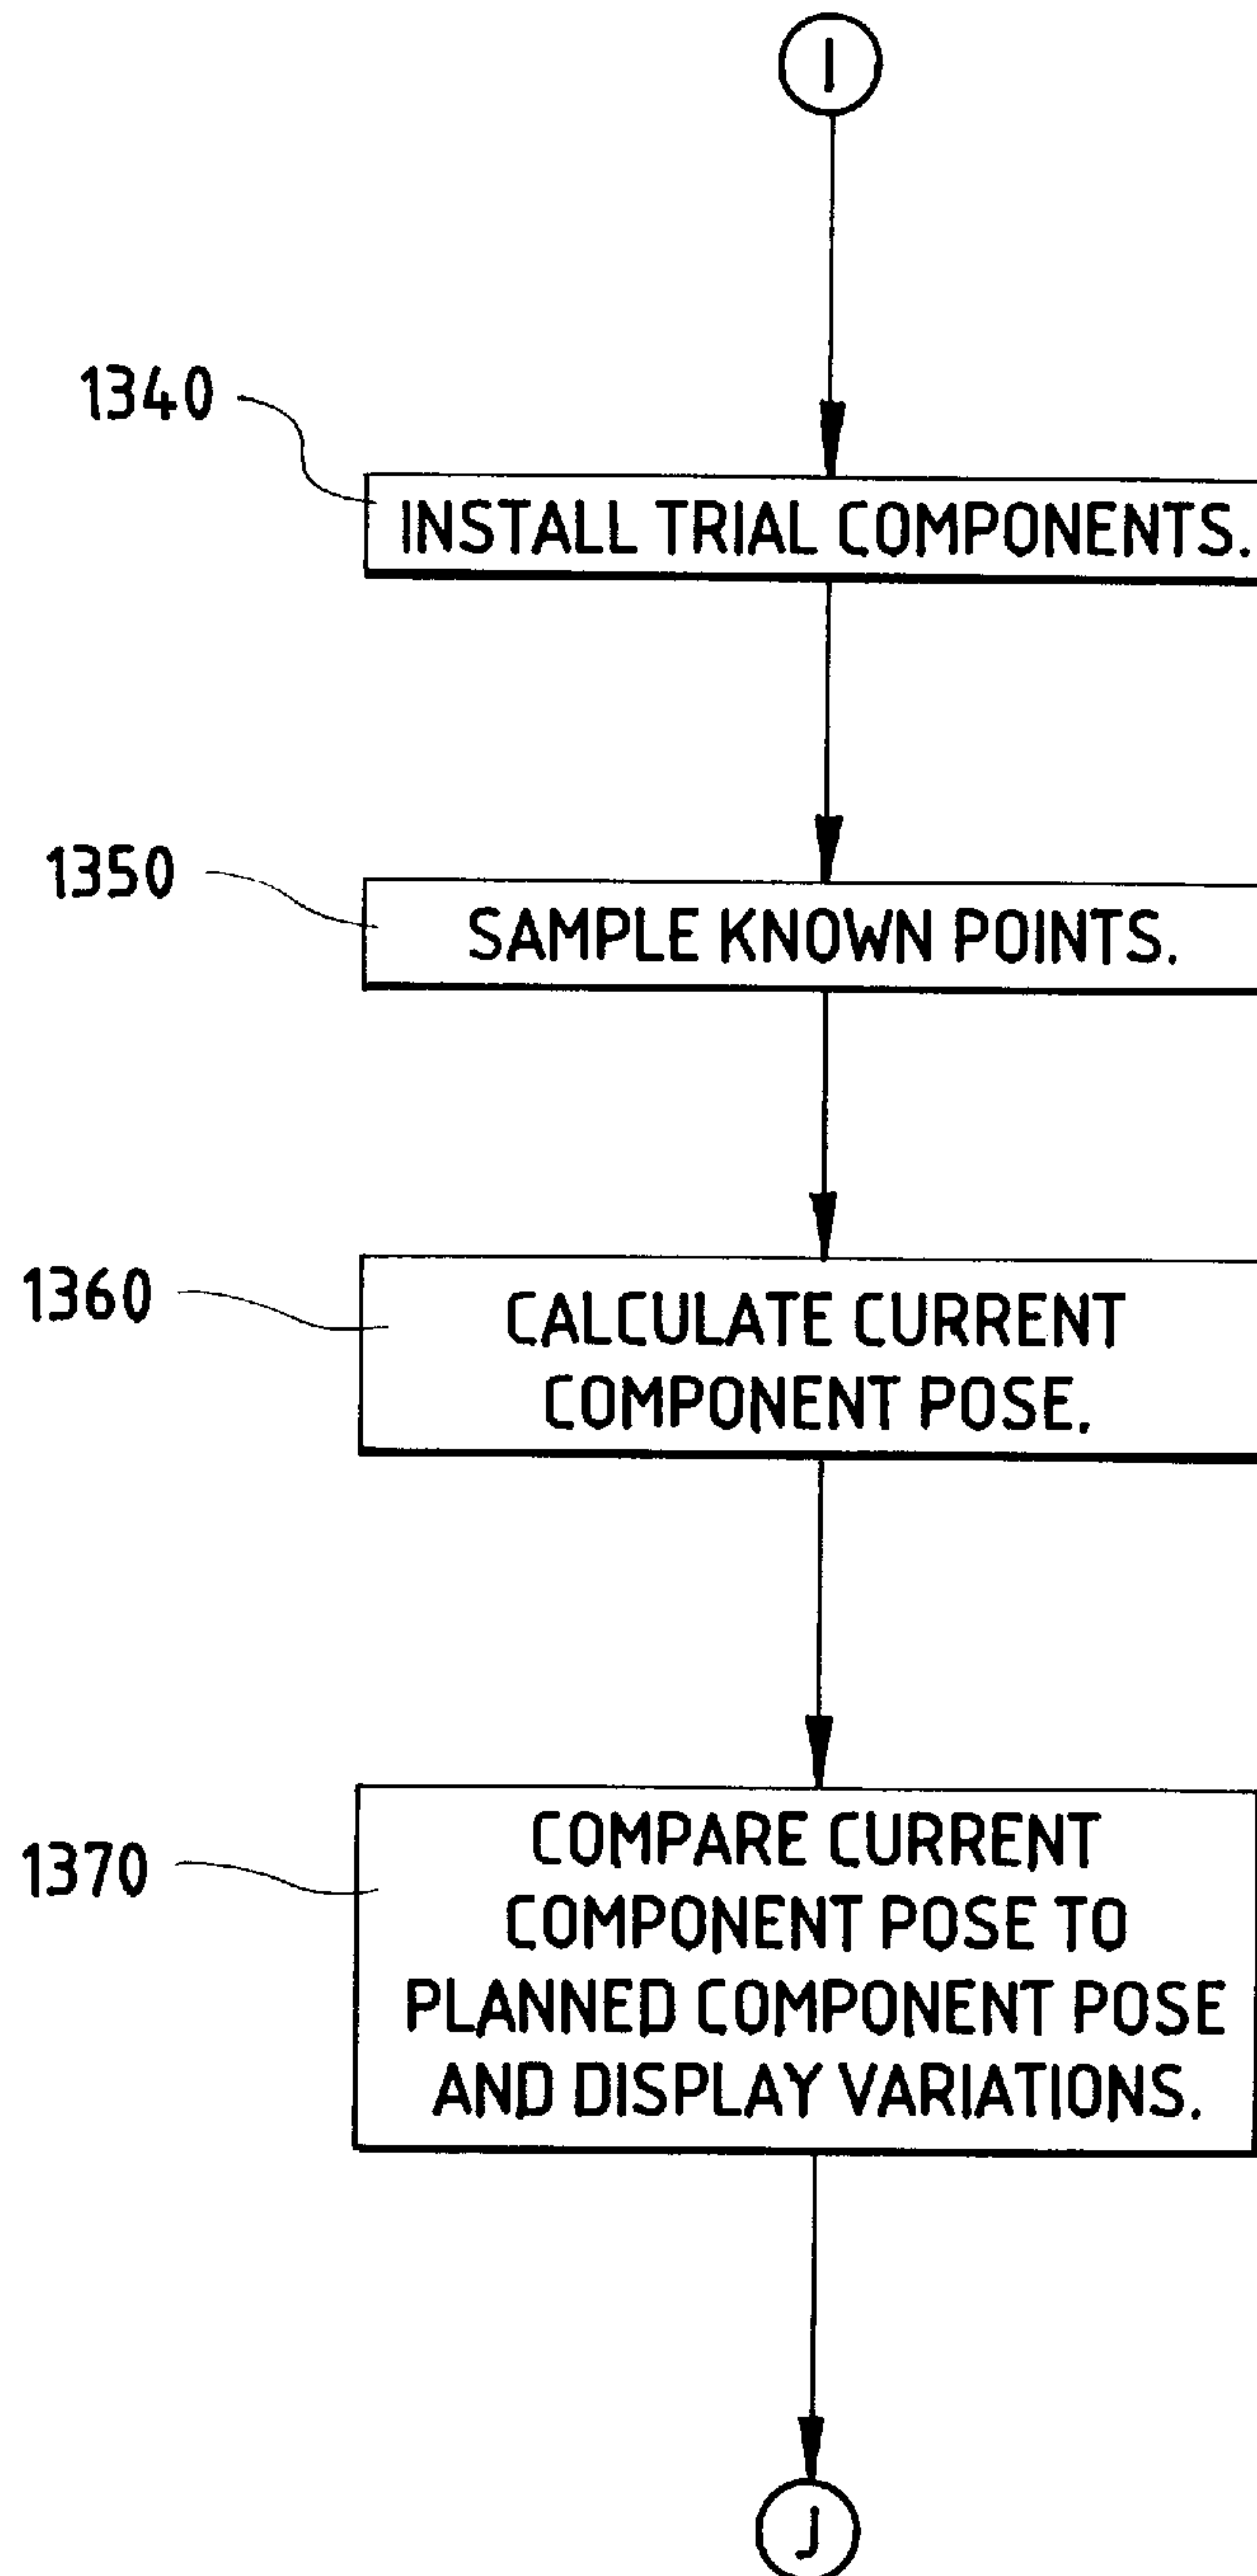 I
1340
INSTALL TRIAL COMPONENTS.
1350
SAMPLE KNOWN POINTS.
1360
CALCULATE CURRENT
COMPONENT POSE.
1370
COMPARE CURRENT
COMPONENT POSE TO
PLANNED COMPONENT POSE
AND DISPLAY VARIATIONS.
J